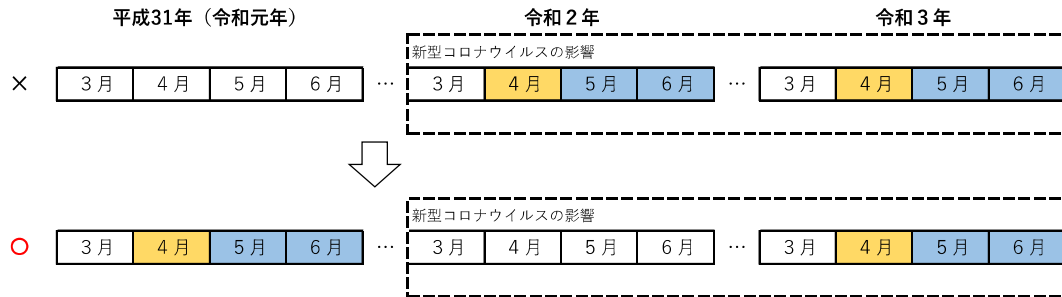 平成31年（令和元年） 令和２年 令和３年
新型コロナウイルスの影響
× ３月 ４月 ５月 ６月 … ３月 ４月 ５月 ６月 … ３月 ４月 ５月 ６月
新型コロナウイルスの影響
○ ３月 ４月 ５月 ６月 … ３月 ４月 ５月 ６月 … ３月 ４月 ５月 ６月